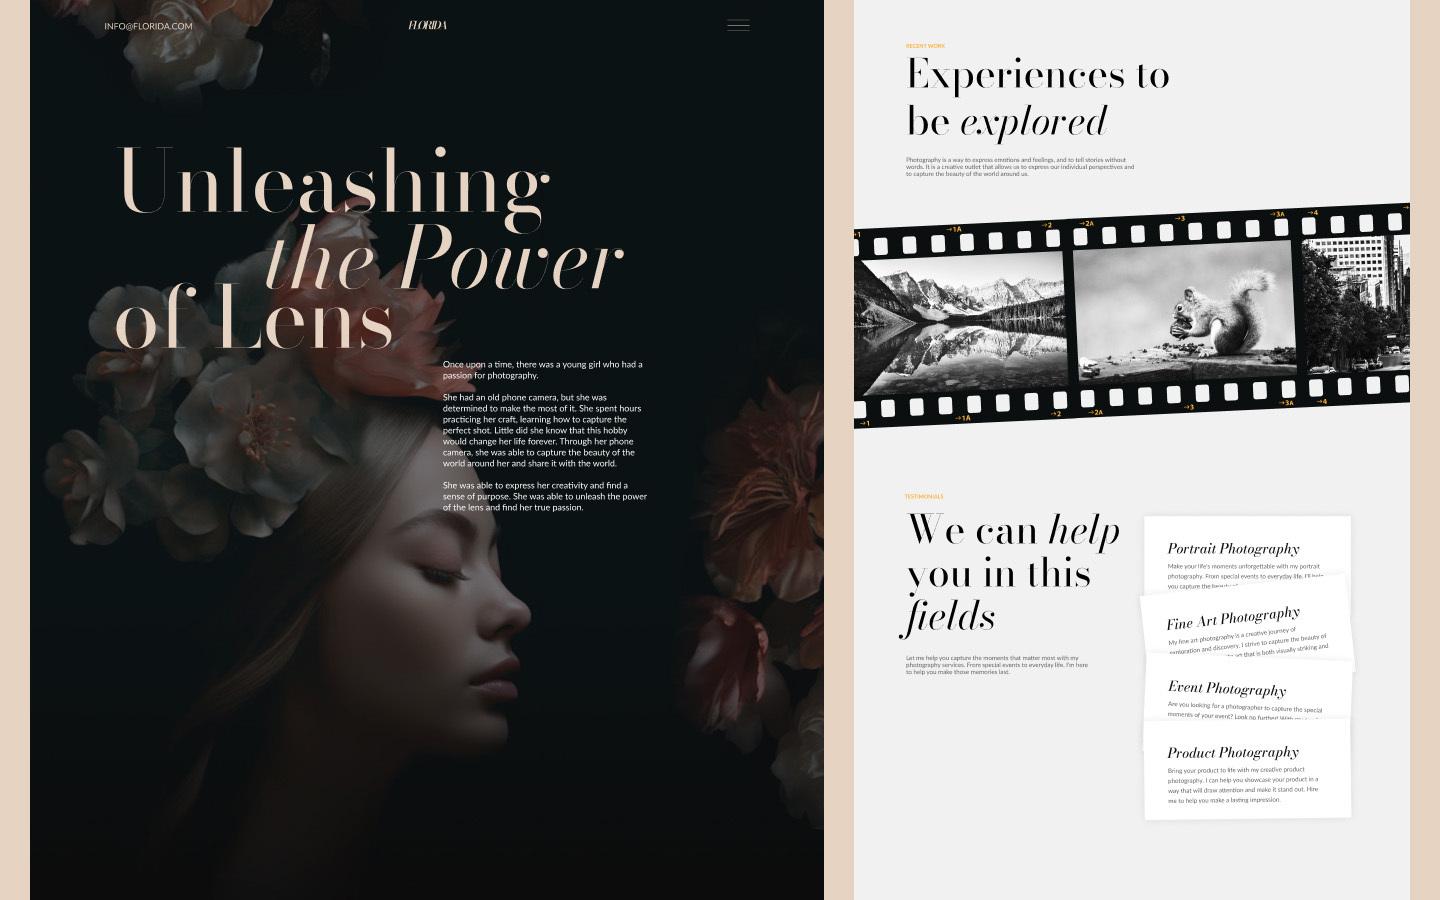 INFO@FLORIDA.COM
FLORIDA
Unleashing
the Power
of Lens
Once upon a time, there was a young girl who had a
passion for photography.
She had an old phone camera, but she was
determined to make the most of it. She spent hours
practicing her craft, learning how to capture the
perfect shot. Little did she know that this hobby
would change her life forever. Through her phone
camera, she was able to capture the beauty of the
world around her and share it with the world.
She was able to express her creativity and find a
sense of purpose. She was able to unleash the power
of the lens and find her true passion.
RECENT WORK
Experiences to
be explored
Photography is a way to express emotions and feelings, and to tell stories without
words. It is a creative outlet that allows us to express our individual perspectives and
to capture the beauty of the world around us.
→1 →1A →2 →2A →3 →3A →4
→1 →1A →2 →2A →3 →3A →4
TESTIMONIALS
We can help
you in this
fields
Let me help you capture the moments that matter most with my
photography services. From special events to everyday life, I'm here
to help you make those memories last.
Portrait Photography
Make your life's moments unforgettable with my portrait
photography. From special events to everyday life, I'll help
you capture the
Fine Art Photography
My fine art photography is a creative journey of
exploration and discovery. I strive to capture the beauty of
that is both visually striking and
Event Photography
Are you looking for a photographer to capture the special
moments of your event? Look no further! With
Product Photography
Bring your product to life with my creative product
photography. I can help you showcase your product in a
way that will draw attention and make it stand out. Hire
me to help you make a lasting impression.